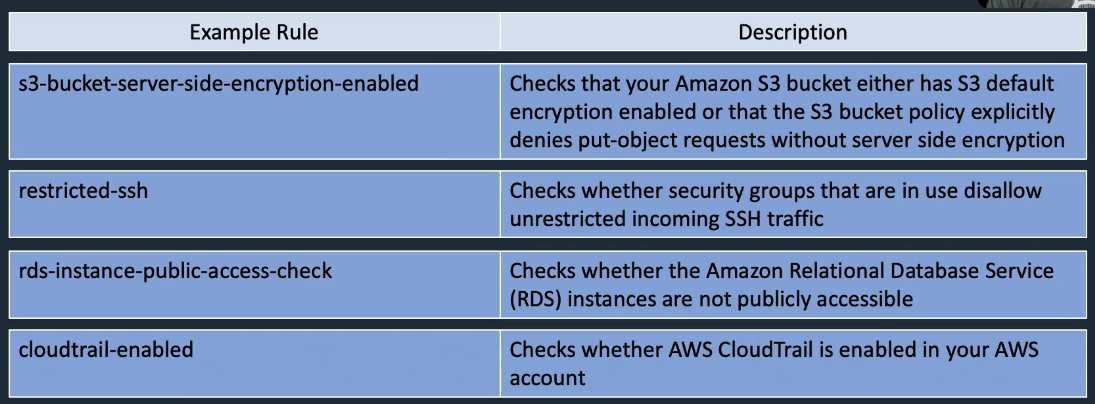 Example Rule
Description
s3-bucket-server-side-encryption-enabled
Checks that your Amazon S3 bucket either has S3 default
encryption enabled or that the S3 bucket policy explicitly
denies put-object requests without server side encryption
restricted-ssh
Checks whether security groups that are in use disallow
unrestricted incoming SSH traffic
rds-instance-public-access-check
Checks whether the Amazon Relational Database Service
(RDS) instances are not publicly accessible
cloudtrail-enabled
Checks whether AWS CloudTrail is enabled in your AWS
account